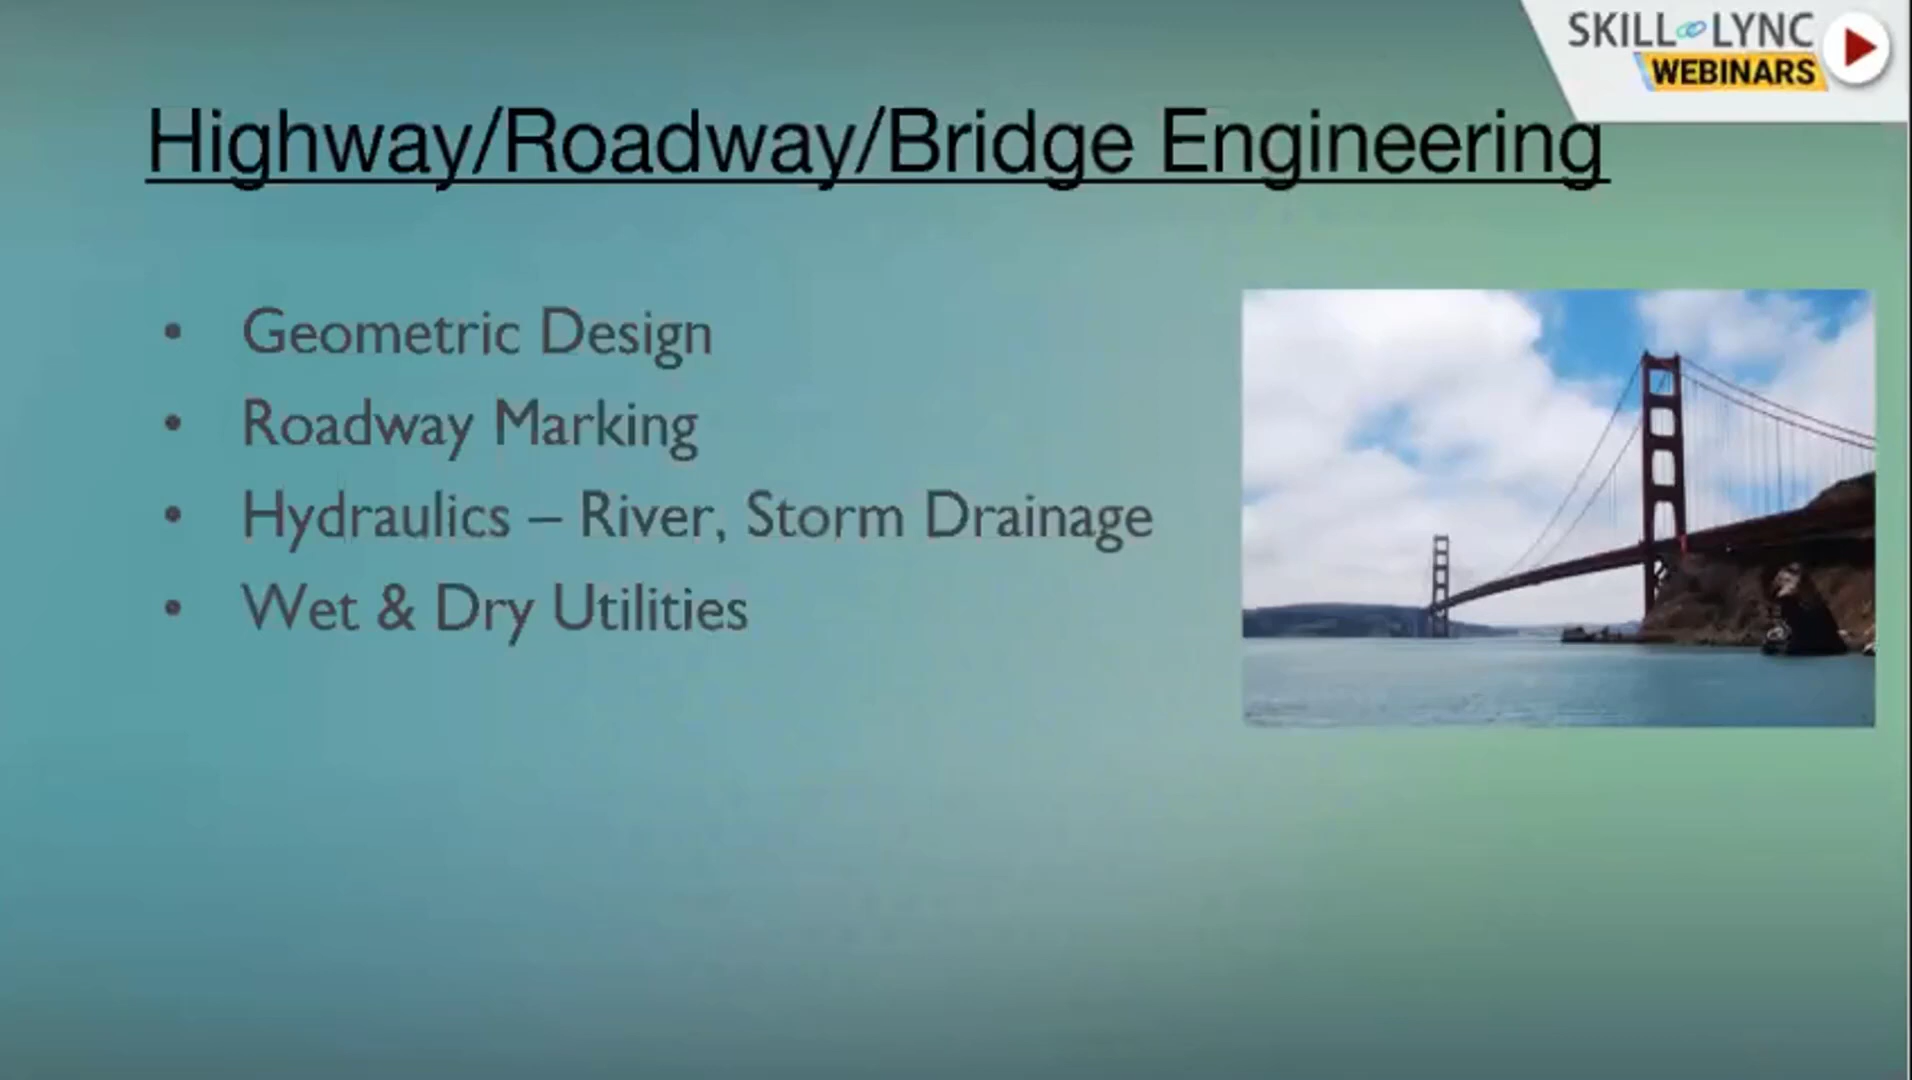 SKILL LYNC
WEBINARS
Highway/Roadway/Bridge Engineering
• Geometric Design
• Roadway Marking
• Hydraulics – River, Storm Drainage
• Wet & Dry Utilities